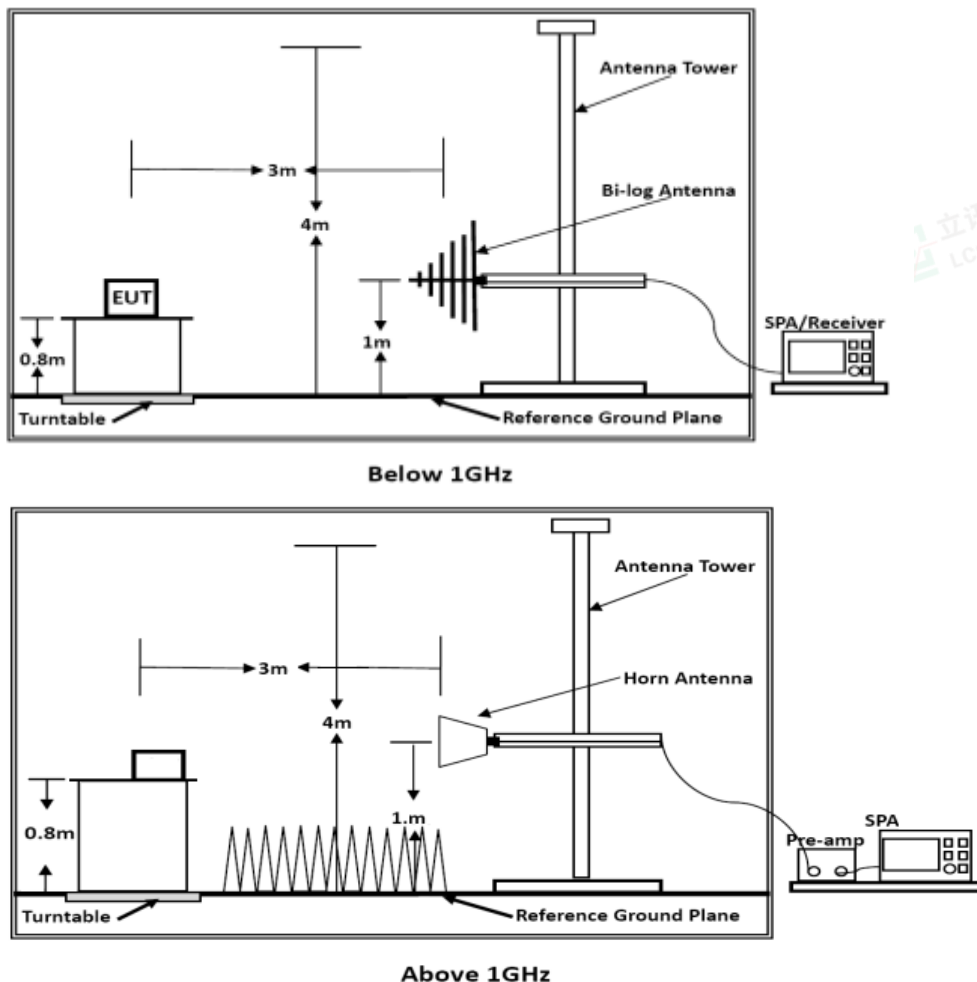 Antenna Tower
3m
Bi-log Antenna
4m
EUT
1m
SPA/Receiver
0.8m
Turntable
Reference Ground Plane
Below 1GHz
Antenna Tower
3m
Horn Antenna
4m
1.m
0.8m
SPA
Pre-amp
Turntable
Reference Ground Plane
Above 1GHz